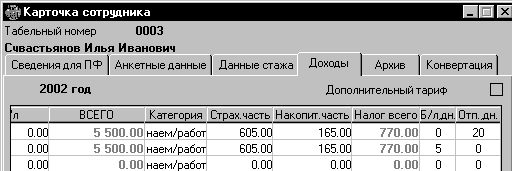 Карточка сотрудника
Табельный номер 0003
Счвастьянов Илья Иванович
Сведения для ПФ Анкетные данные Данные стажа Доходы Архив Конвертация
2002 год Дополнительный тариф
л ВСЕГО Категория Страх.часть Накопит.часть Налог всего Б/л,дн. Отп.,дн.
0.00 5 500.00 наем/работ 605.00 165.00 770.00 0 20
0.00 5 500.00 наем/работ 605.00 165.00 770.00 5 0
0.00 0.00 наем/работ 0.00 0.00 0.00 0 0